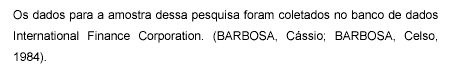 Os dados para a amostra dessa pesquisa foram coletados no banco de dados
International Finance Corporation. (BARBOSA, Cássio; BARBOSA, Celso,
1984).